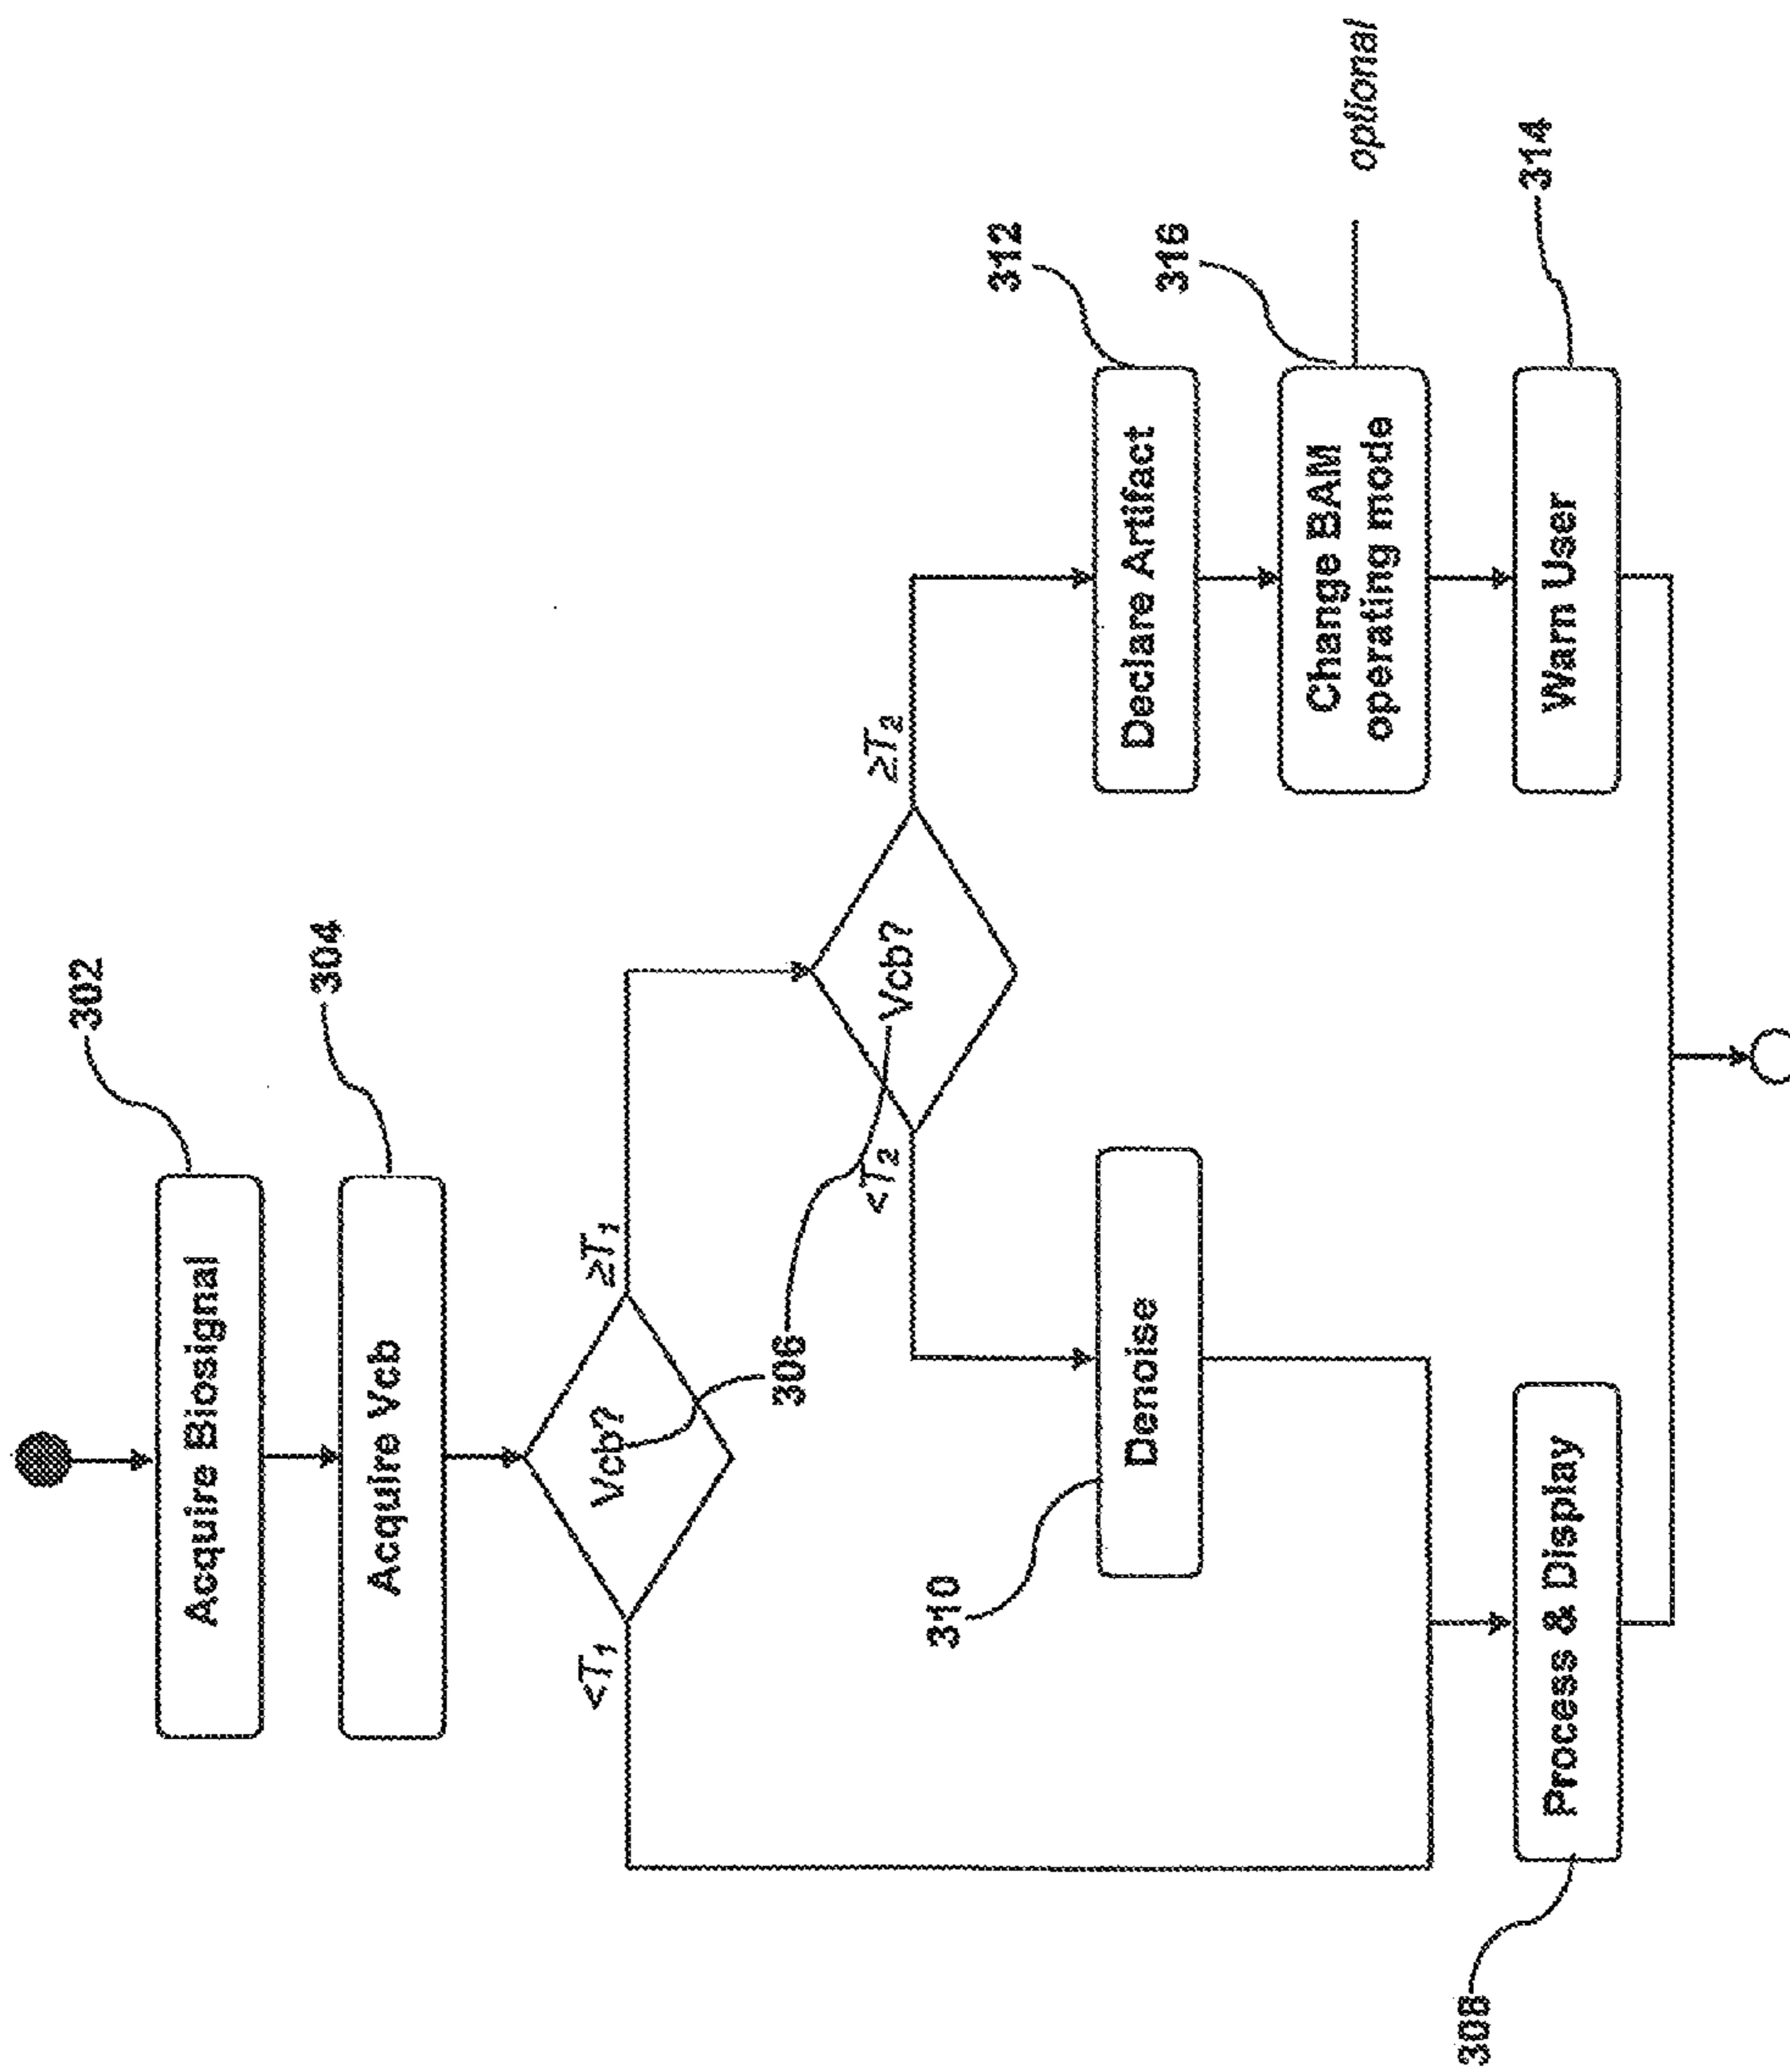 302
Acquire Biosignal
304
Acquire Vcb
Vcb?
<T1
≥T1
306
Vcb?
<T2
≥T2
310
Denoise
312
Declare Artifact
316
Change BAM
operating mode
optional
308
Process & Display
314
Warn User